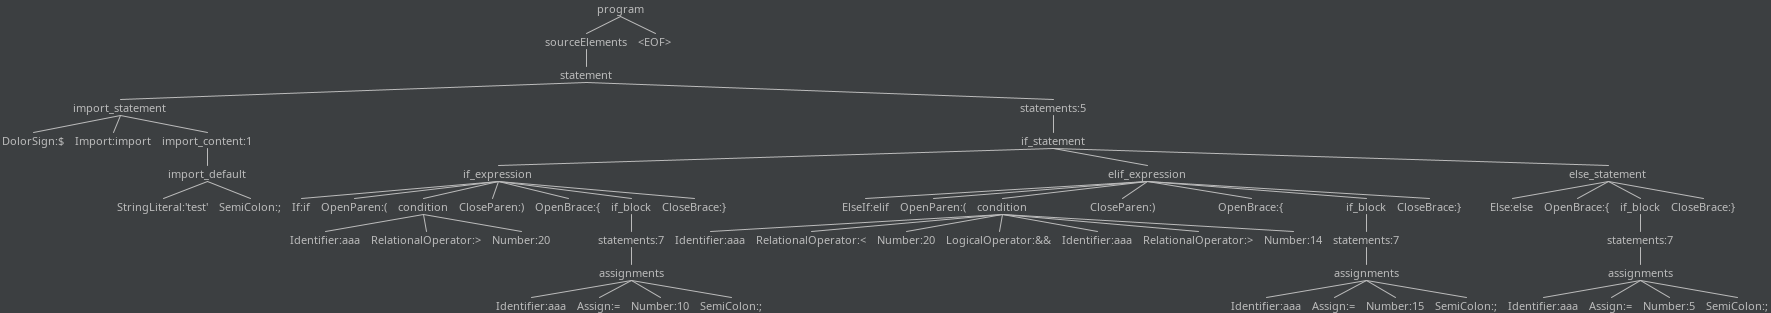 program
sourceElements <EOF>
statement
import_statement statements:5
DolorSign:$ Import:import import_content:1 if_statement
import_default if_expression elif_expression else_statement
StringLiteral:'test' SemiColon:; If:if OpenParen:( condition CloseParen:) OpenBrace:{ if_block CloseBrace:} ElseIf:elif OpenParen:( condition CloseParen:) OpenBrace:{ if_block CloseBrace:} Else:else OpenBrace:{ if_block CloseBrace:}
Identifier:aaa RelationalOperator:> Number:20 statements:7 Identifier:aaa RelationalOperator:< Number:20 LogicalOperator:&& Identifier:aaa RelationalOperator:> Number:14 statements:7 statements:7
assignments assignments assignments
Identifier:aaa Assign:= Number:10 SemiColon:; Identifier:aaa Assign:= Number:15 SemiColon:; Identifier:aaa Assign:= Number:5 SemiColon:;